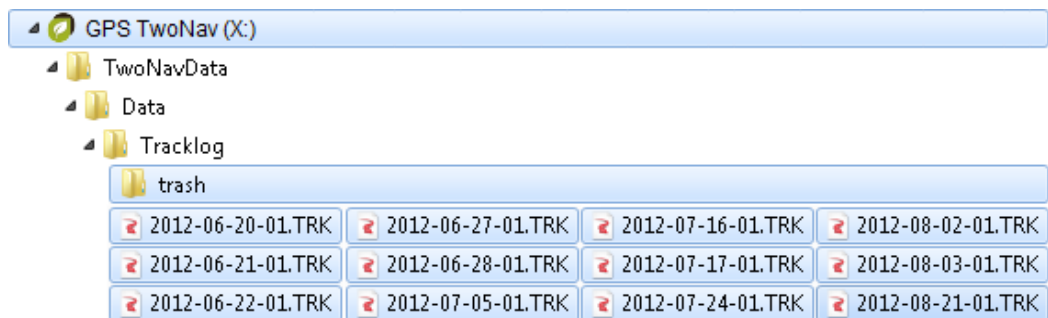 GPS TwoNav (X:)
TwoNavData
Data
Tracklog
trash
2012-06-20-01.TRK 2012-06-27-01.TRK 2012-07-16-01.TRK 2012-08-02-01.TRK
2012-06-21-01.TRK 2012-06-28-01.TRK 2012-07-17-01.TRK 2012-08-03-01.TRK
2012-06-22-01.TRK 2012-07-05-01.TRK 2012-07-24-01.TRK 2012-08-21-01.TRK